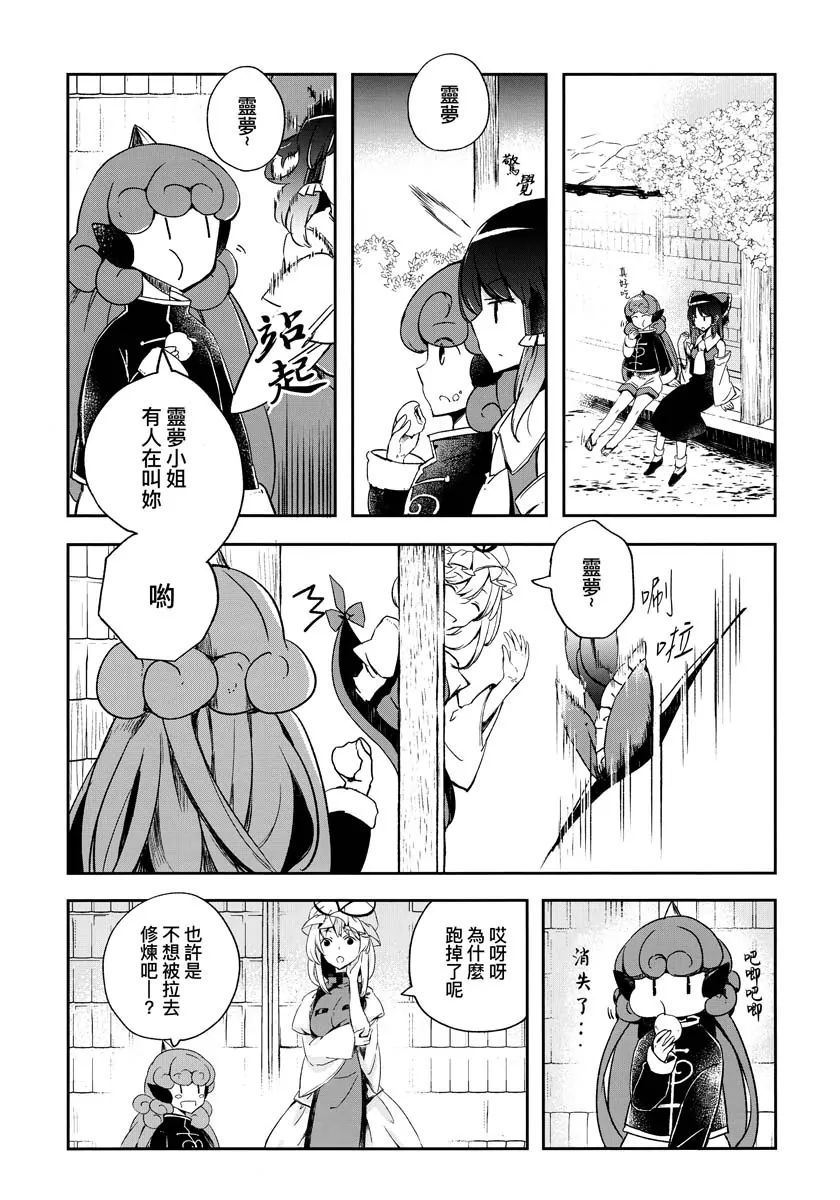 真好吃
靈夢
驚覺
靈夢~
站起
靈夢小姐
有人在叫妳
唰啦
靈夢~
喲
吧唧吧唧
消失了...
哎呀呀
為什麼
跑掉了呢
也許是
不想被拉去
修煉吧—?